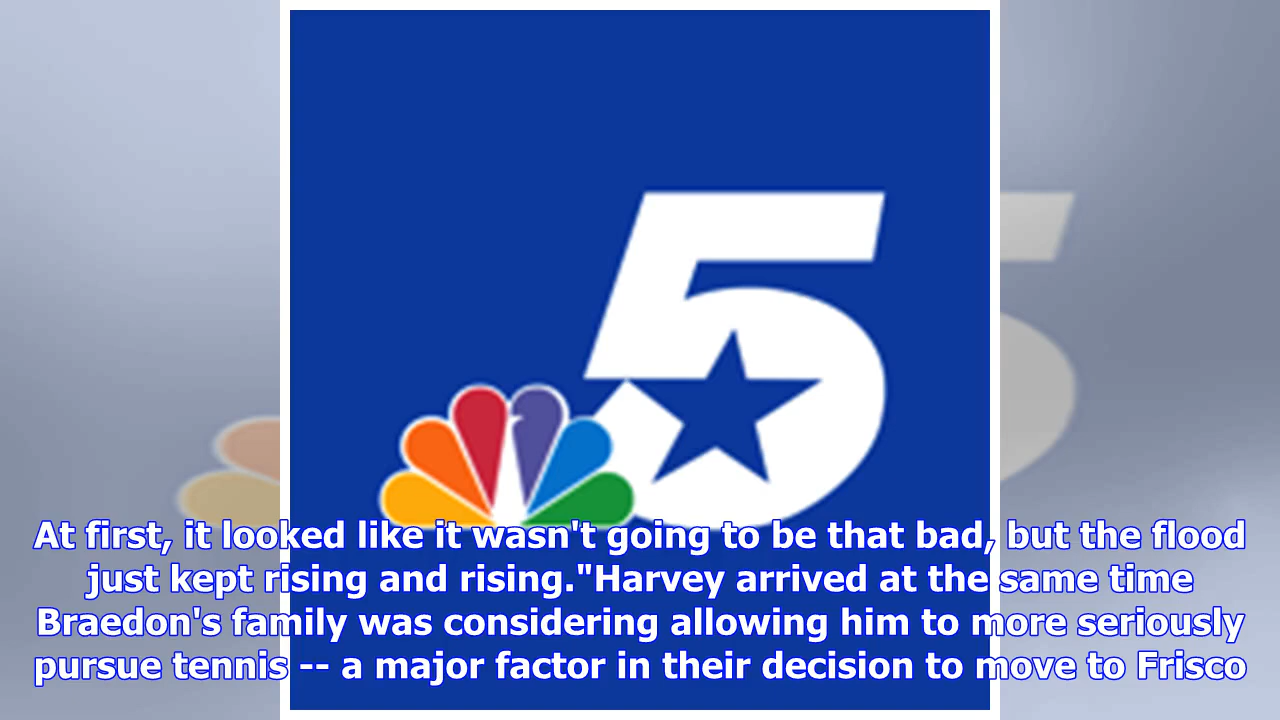 5
At first, it looked like it wasn't going to be that bad, but the flood
just kept rising and rising."Harvey arrived at the same time
Braedon's family was considering allowing him to more seriously
pursue tennis -- a major factor in their decision to move to Frisco